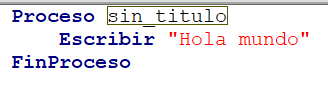 Proceso sin_titulo
Escribir "Hola mundo"
FinProceso